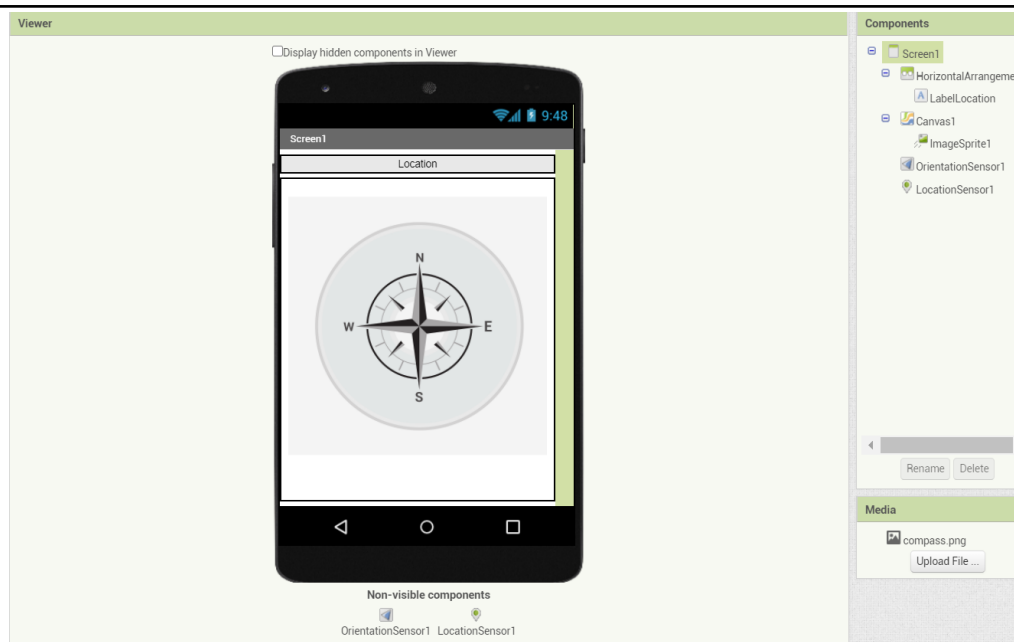 Viewer
Components
Display hidden components in Viewer
9:48
Screen1
Location
N
W
E
S
Non-visible components
OrientationSensor1 LocationSensor1
Screen1
HorizontalArrangeme
LabelLocation
Canvas1
ImageSprite1
OrientationSensor1
LocationSensor1
Rename Delete
Media
compass.png
Upload File ...